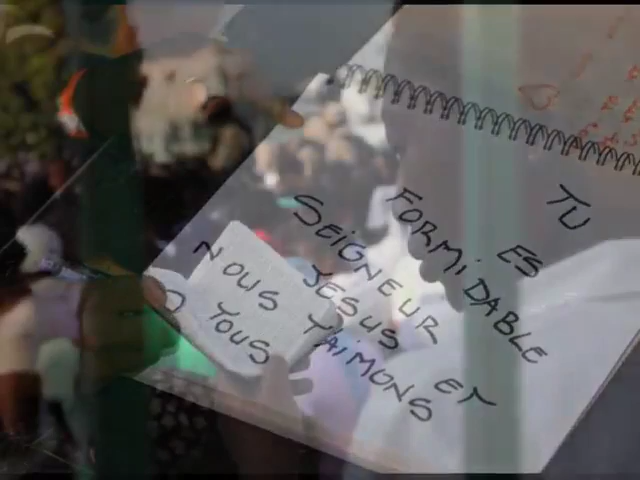 TU
ES
FORMIDABLE
SEIGNEUR
JESUS ET
NOUS T'AIMONS
TOUS